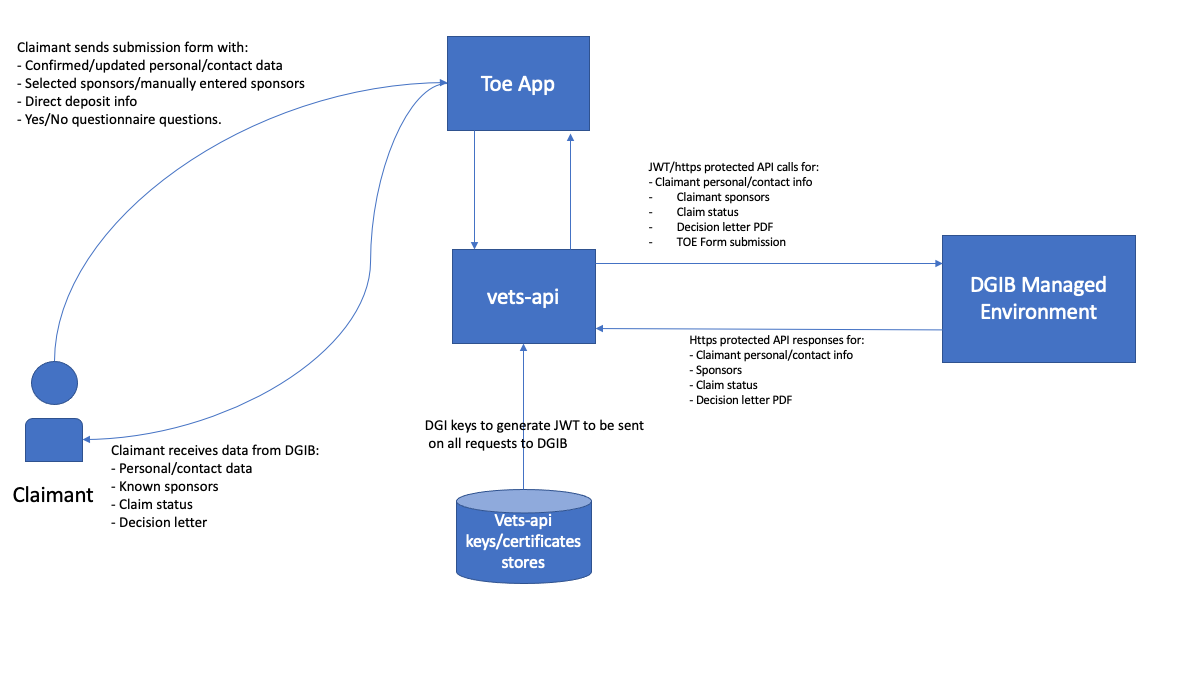 Claimant sends submission form with:
- Confirmed/updated personal/contact data
- Selected sponsors/manually entered sponsors
- Direct deposit info
- Yes/No questionnaire questions.
Toe App
JWT/https protected API calls for:
- Claimant personal/contact info
- Claimant sponsors
- Claim status
- Decision letter PDF
- TOE Form submission
vets-api
DGIB Managed
Environment
Https protected API responses for:
- Claimant personal/contact info
- Sponsors
- Claim status
- Decision letter PDF
DGI keys to generate JWT to be sent
on all requests to DGIB
Claimant
Claimant receives data from DGIB:
- Personal/contact data
- Known sponsors
- Claim status
- Decision letter
Vets-api
keys/certificates
stores